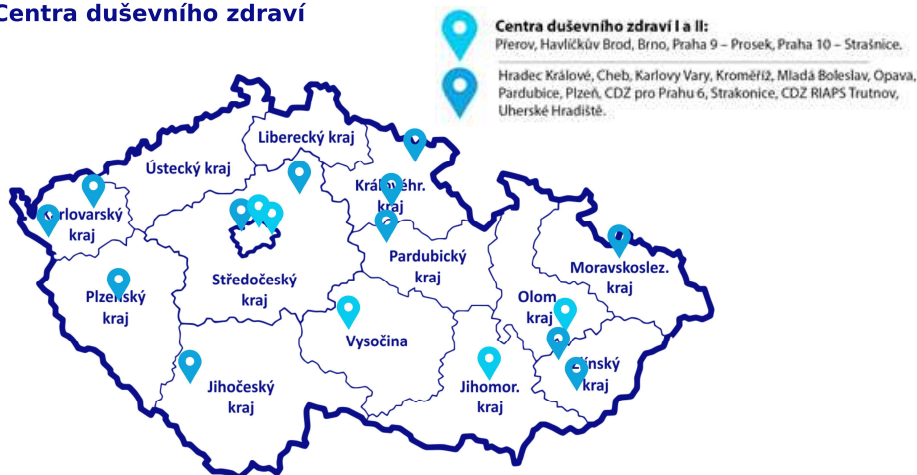 Centra duševního zdraví
Centra duševního zdraví I a II:
Přerov, Havlíčkův Brod, Brno, Praha 9 – Prosek, Praha 10 – Strašnice.
Hradec Králové, Cheb, Karlovy Vary, Kroměříž, Mladá Boleslav, Opava,
Pardubice, Plzeň, CDZ pro Prahu 6, Strakonice, CDZ RIAPS Trutnov,
Uherské Hradiště.
Liberecký kraj
Ústecký kraj
Královéhr.
kraj
Karlovarský
kraj
Pardubický
kraj
Středočeský
kraj
Moravskoslez.
kraj
Plzeňský
kraj
Olom
kraj
Vysočina
Zlínský
kraj
Jihočeský
kraj
Jihomor.
kraj